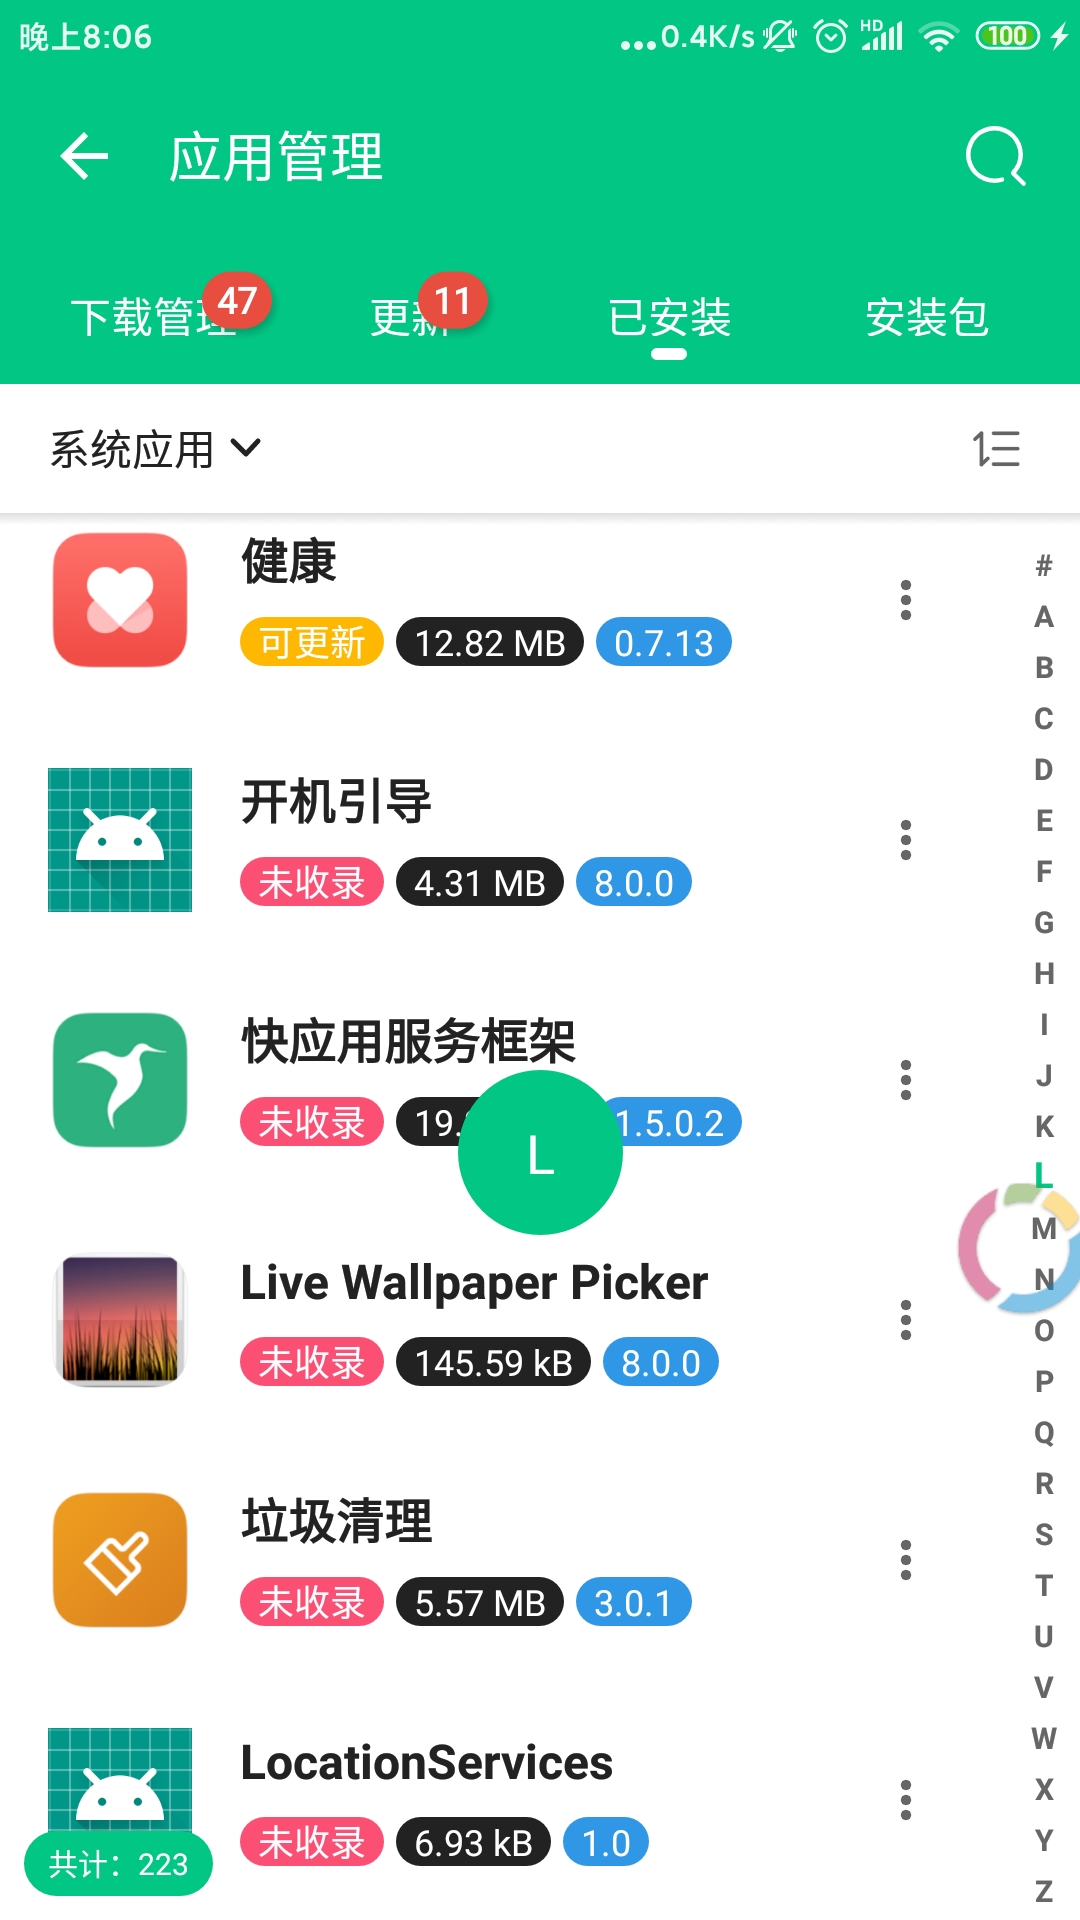 晚上8:06
...0.4K/s HD 100
应用管理
下载管理 47 更新 11 已安装 安装包
系统应用
健康
可更新 12.82 MB 0.7.13
开机引导
未收录 4.31 MB 8.0.0
快应用服务框架
未收录 19. 1.5.0.2
L
Live Wallpaper Picker
未收录 145.59 kB 8.0.0
垃圾清理
未收录 5.57 MB 3.0.1
LocationServices
未收录 6.93 kB 1.0
共计：223
#
A
B
C
D
E
F
G
H
I
J
K
L
M
N
O
P
Q
R
S
T
U
V
W
X
Y
Z